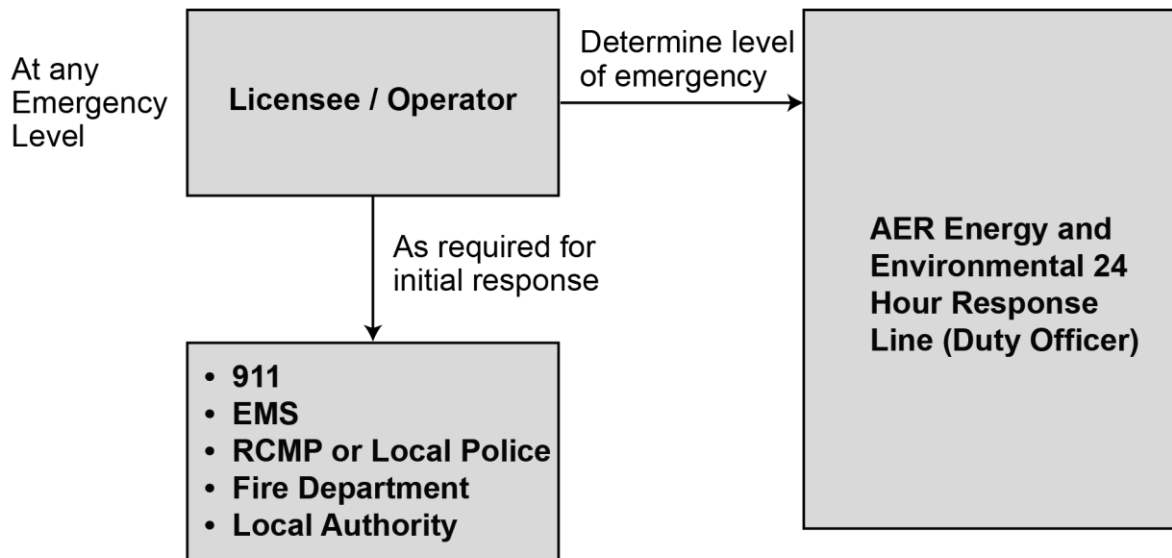 At any
Emergency
Level
Licensee / Operator
Determine level
of emergency
As required for
initial response
AER Energy and
Environmental 24
Hour Response
Line (Duty Officer)
• 911
• EMS
• RCMP or Local Police
• Fire Department
• Local Authority